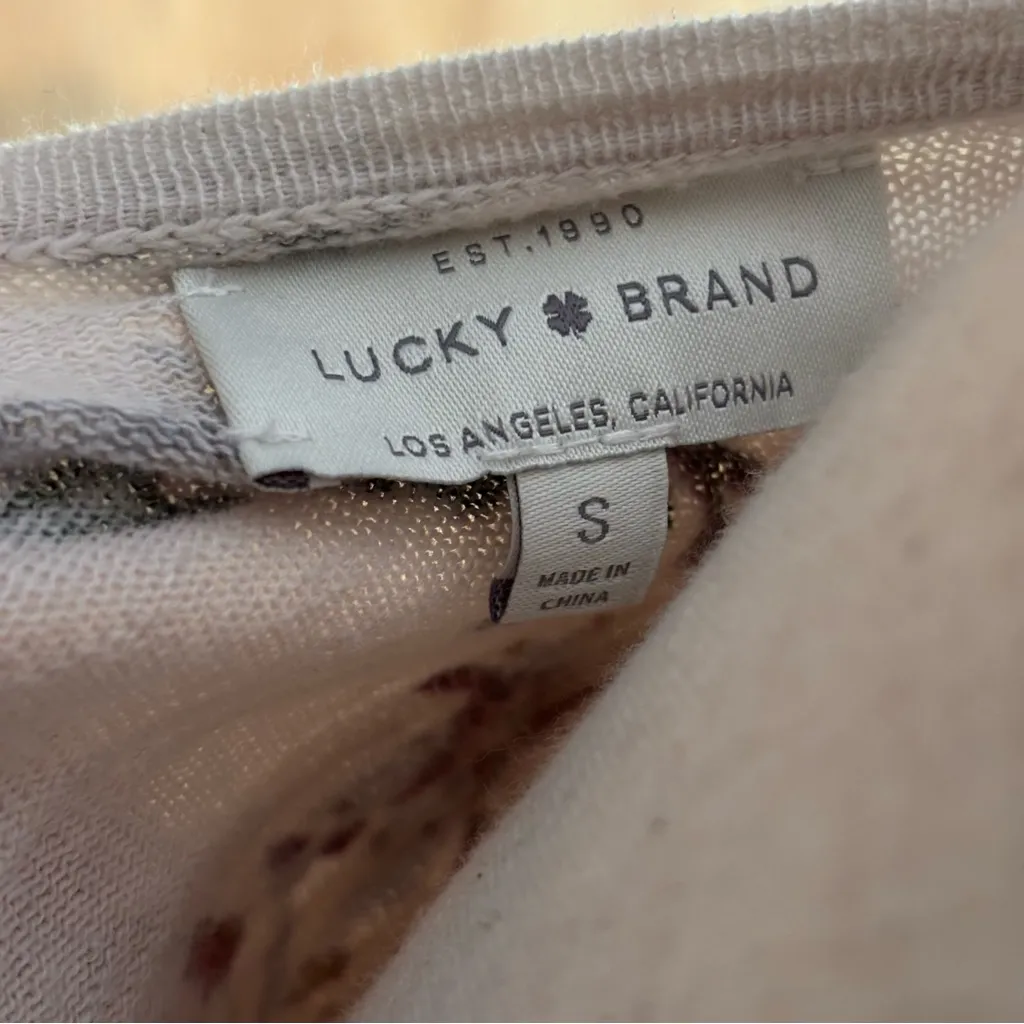 EST.1990
LUCKY BRAND
LOS ANGELES, CALIFORNIA
S
MADE IN
CHINA